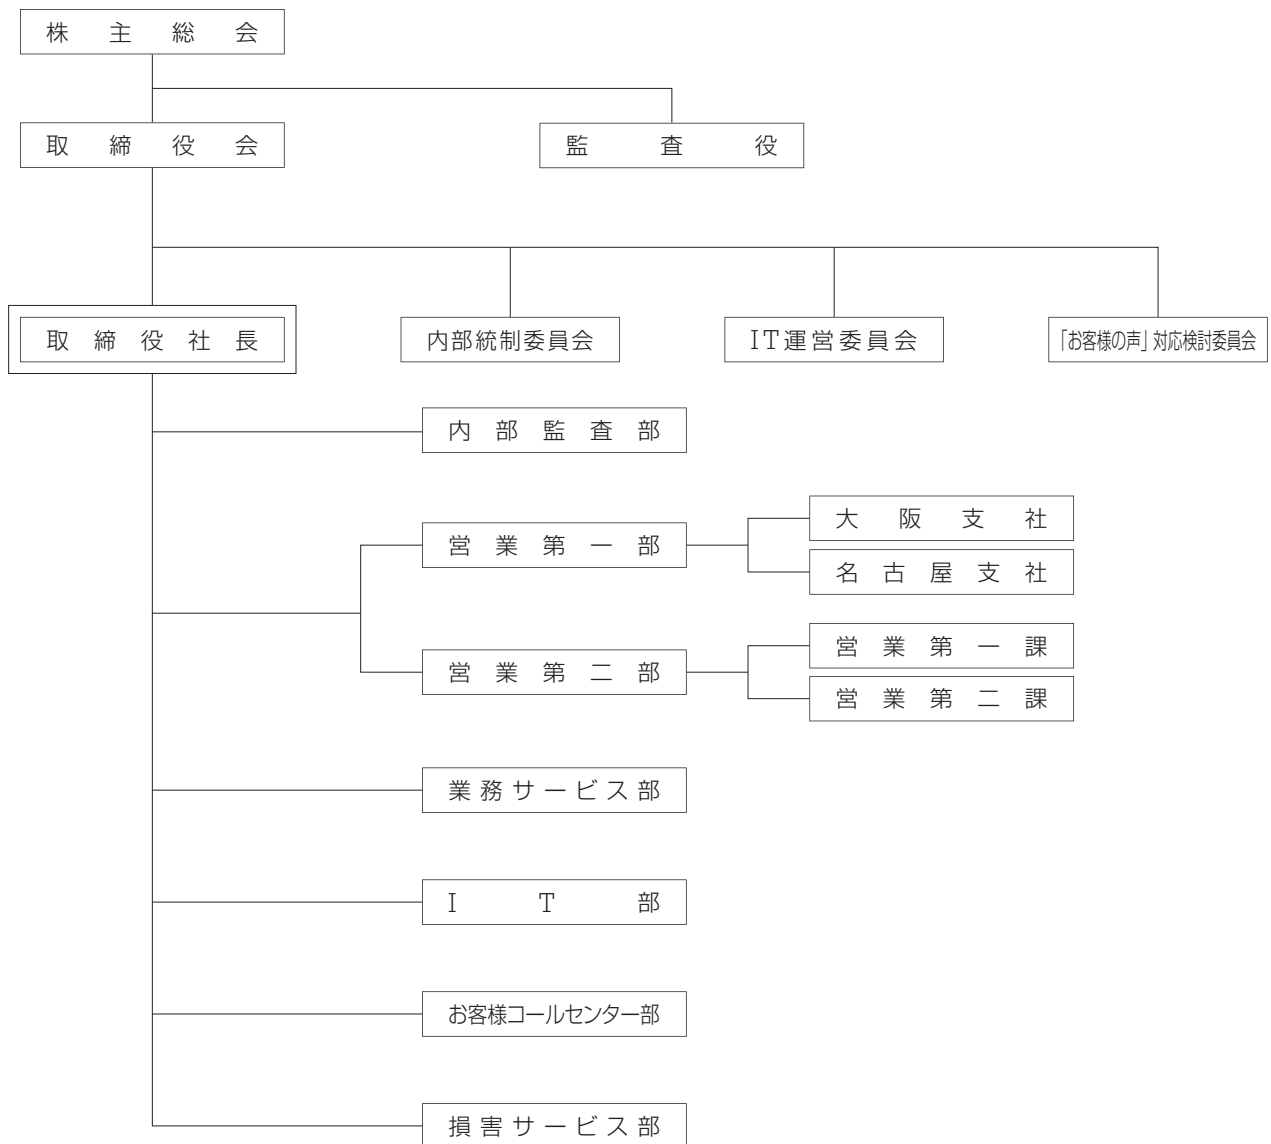 株主総会
取締役会
監査役
取締役社長
内部統制委員会
IT運営委員会
「お客様の声」対応検討委員会
内部監査部
営業第一部
大阪支社
名古屋支社
営業第二部
営業第一課
営業第二課
業務サービス部
IT部
お客様コールセンター部
損害サービス部